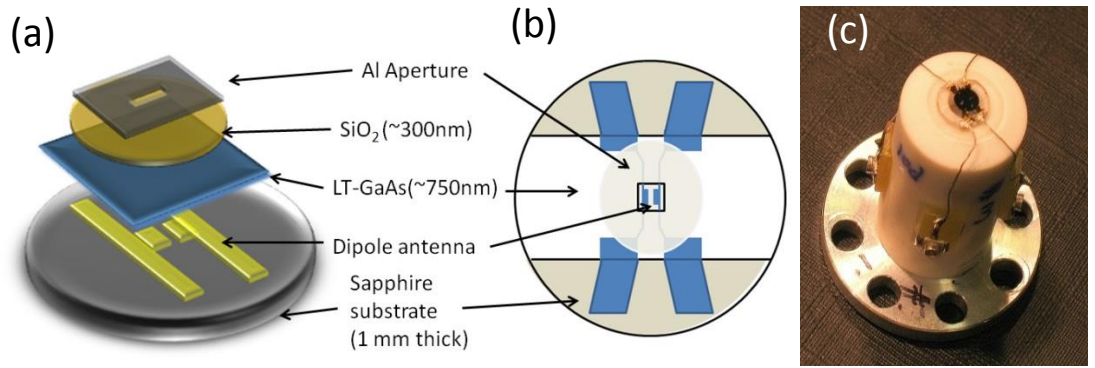 (a)
(b)
(c)
Al Aperture
SiO₂(~300nm)
LT-GaAs(~750nm)
Dipole antenna
Sapphire
substrate
(1 mm thick)